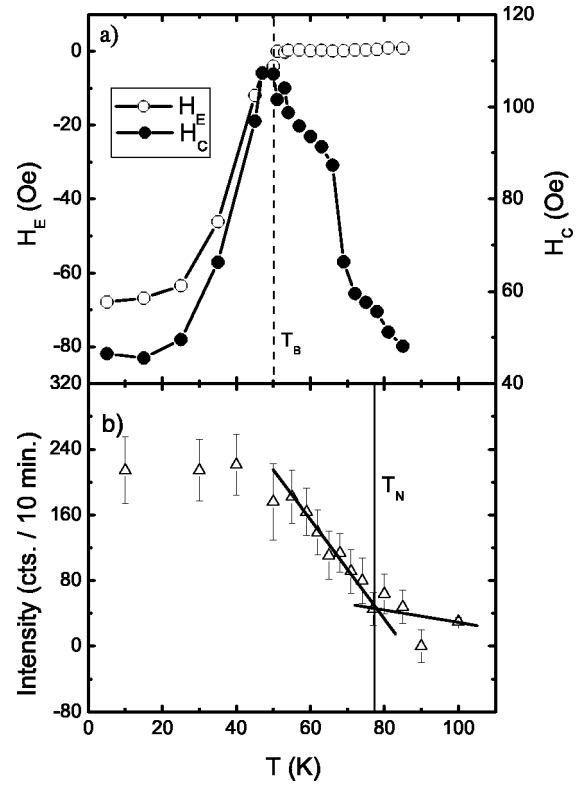 a)
H_E
H_C
H_E (Oe)
0
-20
-40
-60
-80
H_C (Oe)
120
100
80
60
40
T_B
b)
T_N
Intensity (cts. / 10 min.)
320
240
160
80
0
-80
0 20 40 60 80 100
T (K)